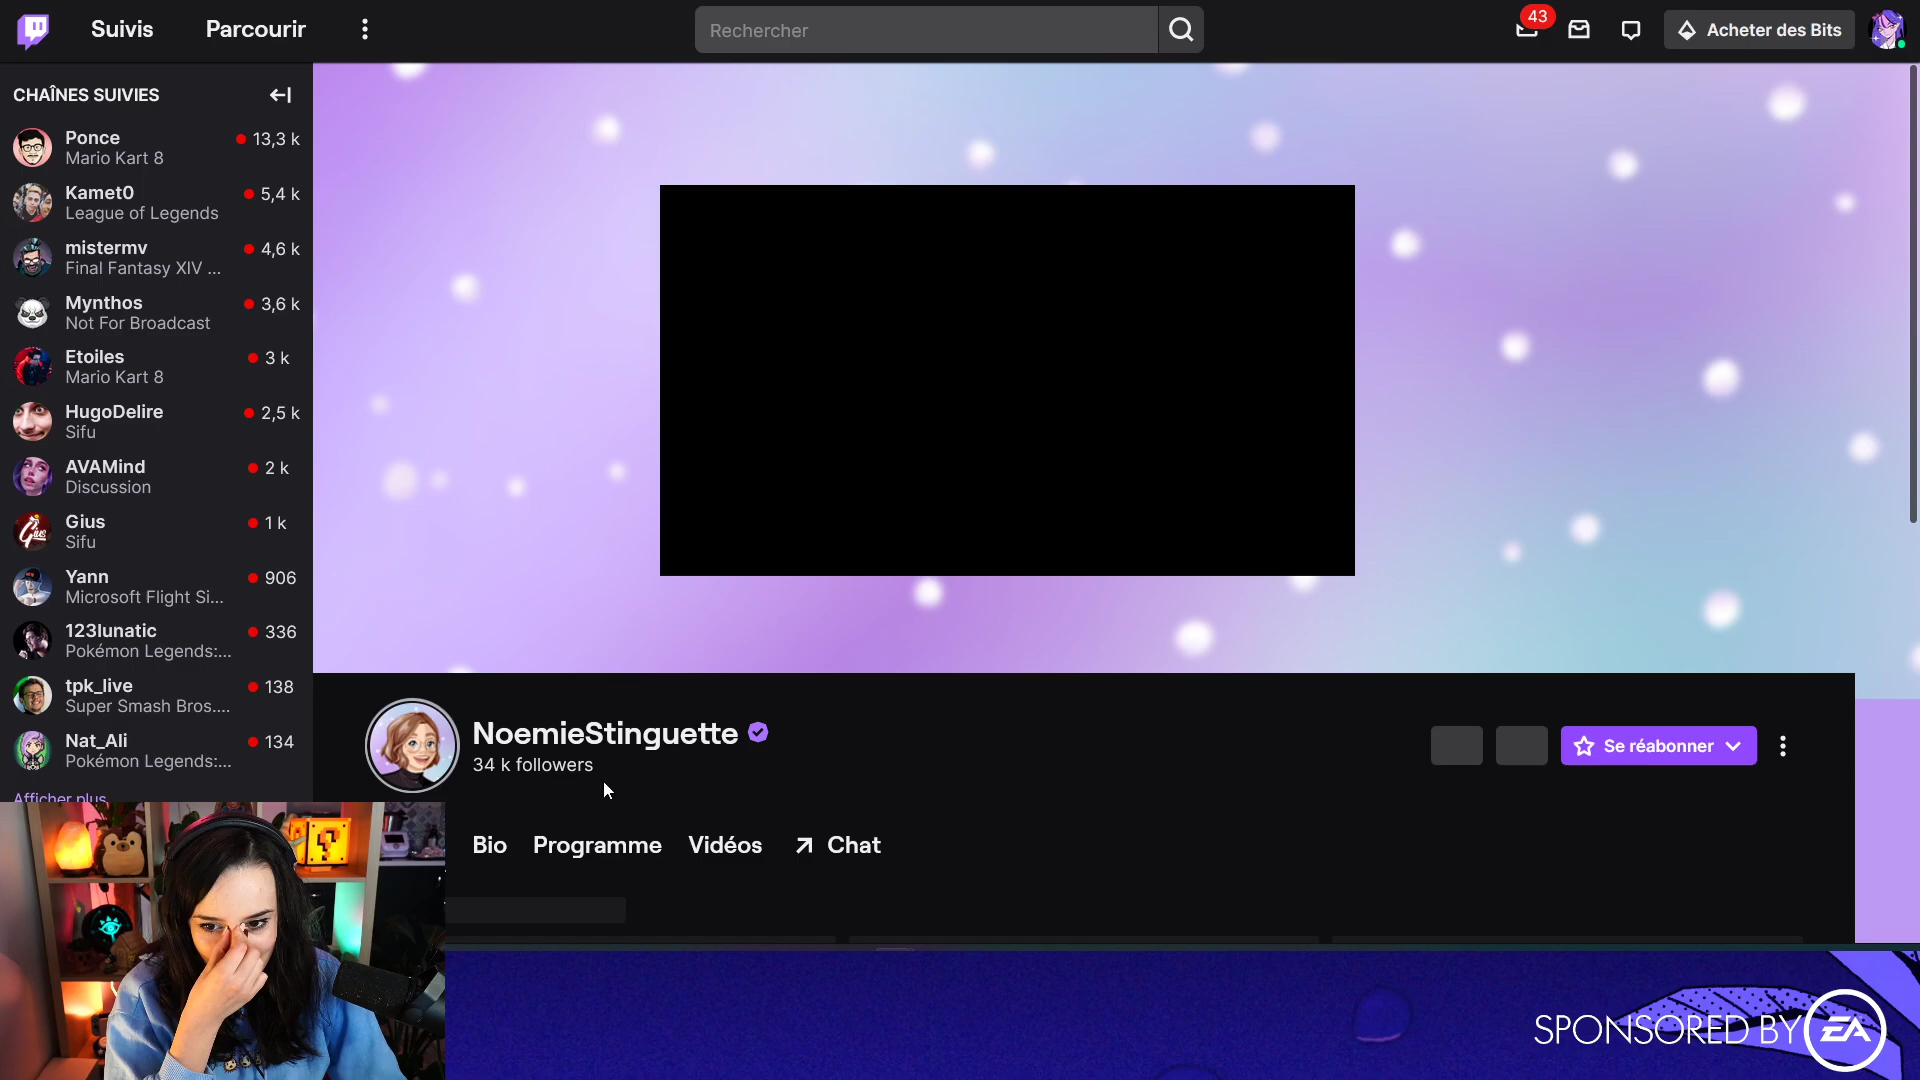 Suivis
Parcourir
Rechercher
43
Acheter des Bits
CHAÎNES SUIVIES
Ponce
13,3 k
Mario Kart 8
Kamet0
5,4 k
League of Legends
mistermv
4,6 k
Final Fantasy XIV ...
Mynthos
3,6 k
Not For Broadcast
Etoiles
3 k
Mario Kart 8
HugoDelire
2,5 k
Sifu
AVAMind
2 k
Discussion
Gius
1 k
Sifu
Yann
906
Microsoft Flight Si...
123lunatic
336
Pokémon Legends:...
tpk_live
138
Super Smash Bros....
Nat_Ali
134
Pokémon Legends:...
Afficher plus
NoemieStinguette
34 k followers
Se réabonner
Bio
Programme
Vidéos
Chat
SPONSORED BY EA